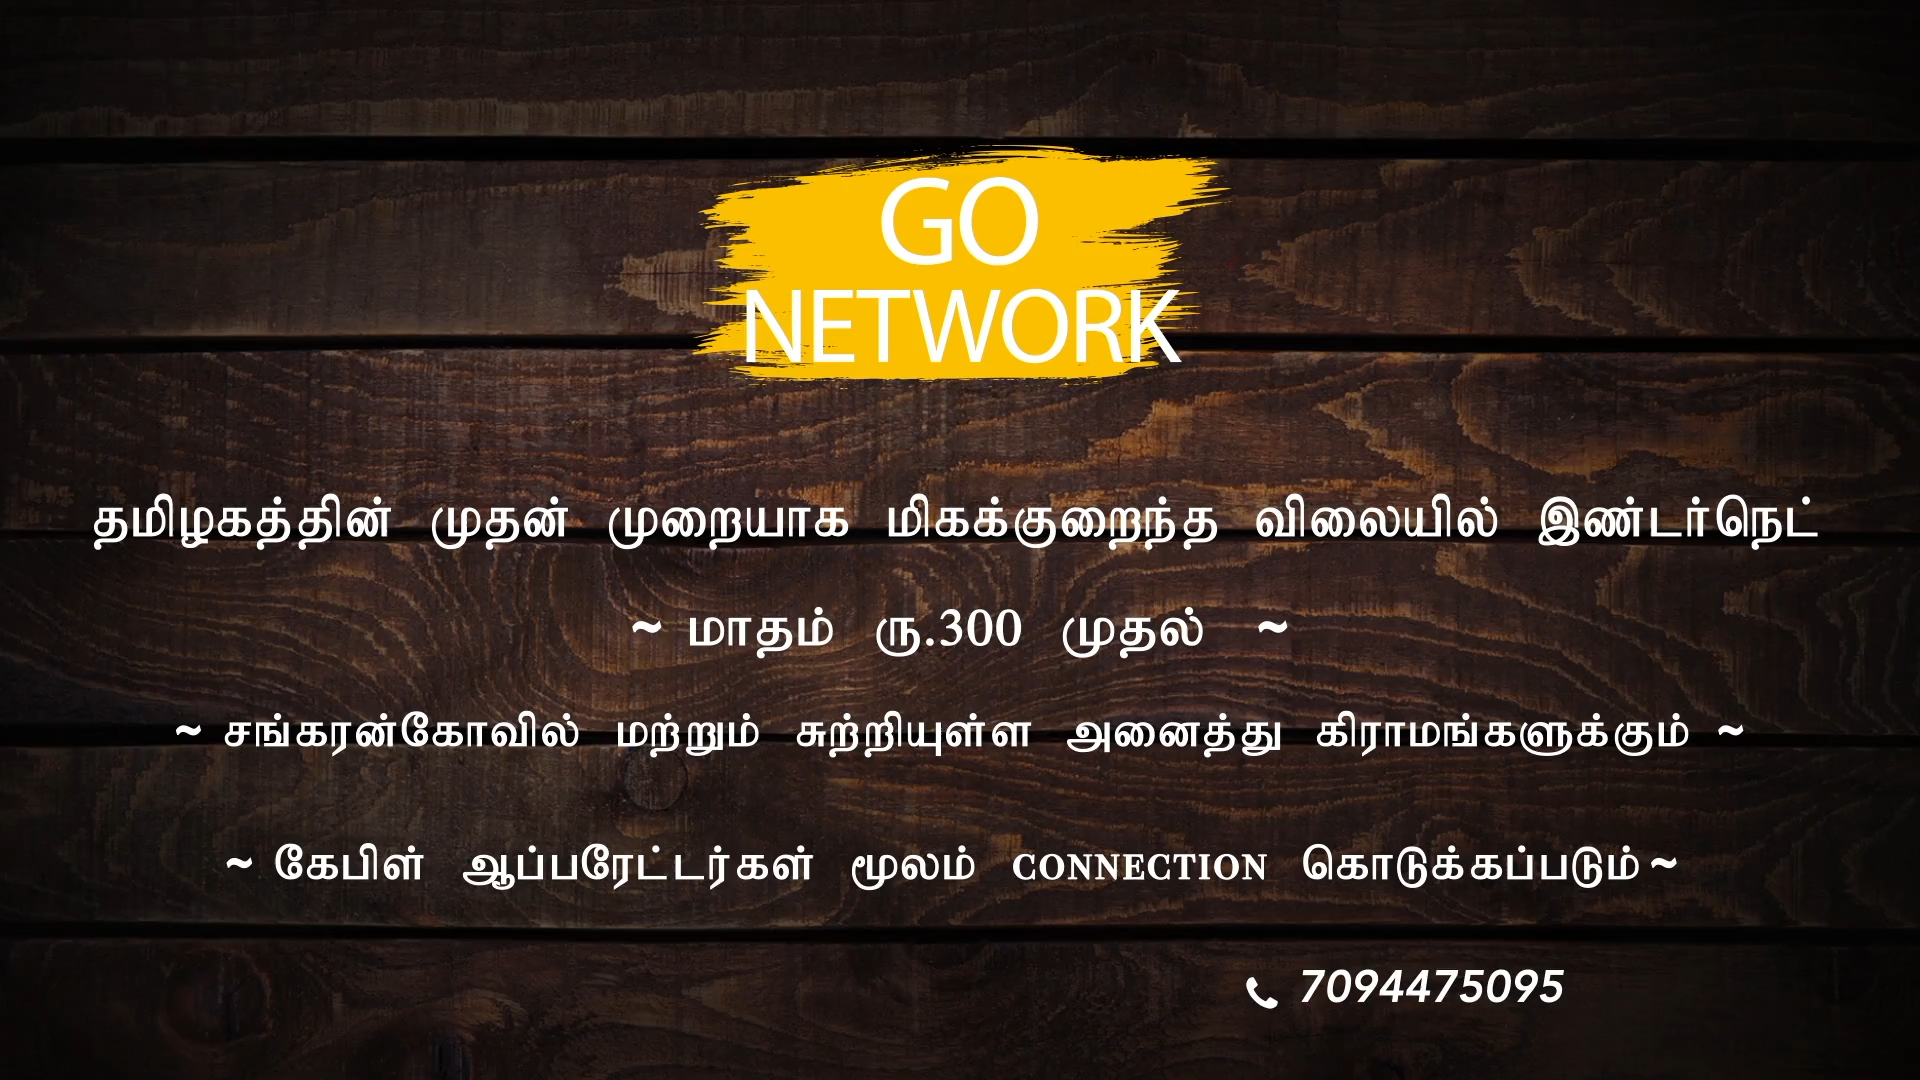 GO
NETWORK
தமிழகத்தின் முதன் முறையாக மிகக்குறைந்த விலையில் இண்டர்நெட்
~ மாதம் ரு.300 முதல் ~
~ சங்கரன்கோவில் மற்றும் சுற்றியுள்ள அனைத்து கிராமங்களுக்கும் ~
~ கேபிள் ஆப்பரேட்டர்கள் மூலம் CONNECTION கொடுக்கப்படும் ~
7094475095